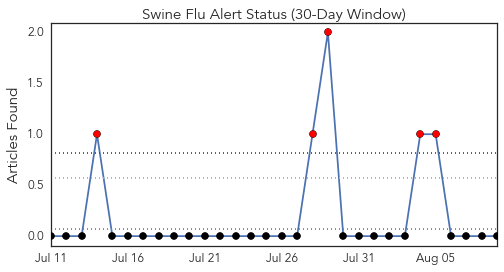 Swine Flu Alert Status (30-Day Window)
Articles Found
2.0
1.5
1.0
0.5
0.0
Jul 11
Jul 16
Jul 21
Jul 26
Jul 31
Aug 05